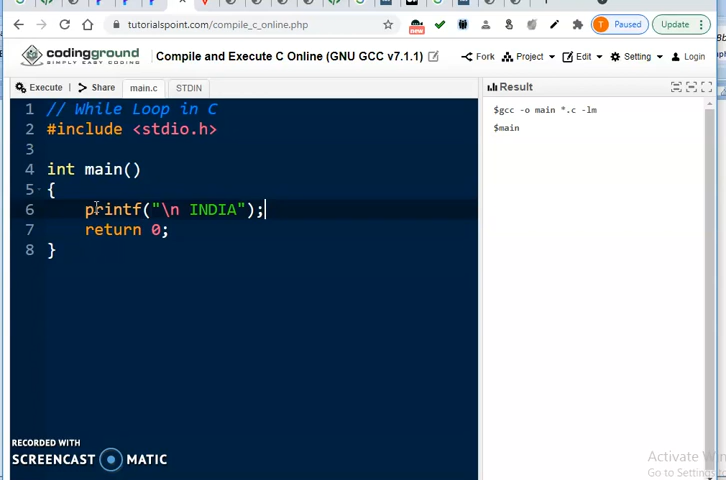 tutorialspoint.com/compile_c_online.php
new
T Paused
Update
codingground
SIMPLY EASY CODING
Compile and Execute C Online (GNU GCC v7.1.1)
Fork
Project
Edit
Setting
Login
Execute
Share
main.c
STDIN
Result
1 // While Loop in C
2 #include <stdio.h>
3
4 int main()
5 {
6 printf("\n INDIA");
7 return 0;
8 }
$gcc -o main *.c -lm
$main
RECORDED WITH
SCREENCAST MATIC
Activate Win
Go to Settings to